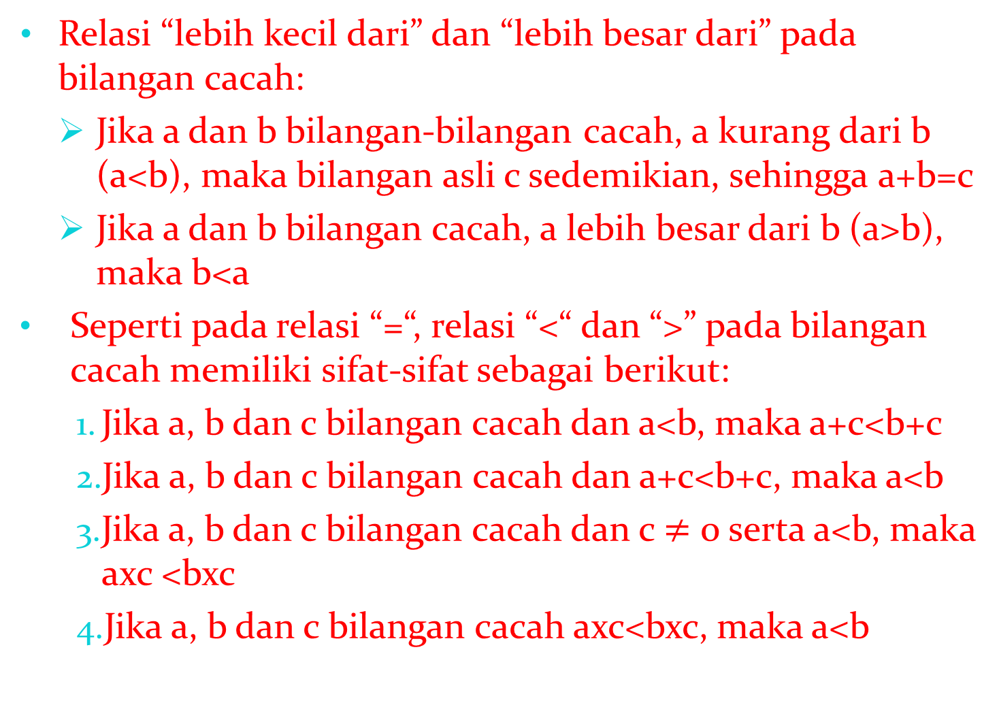 • Relasi “lebih kecil dari” dan “lebih besar dari” pada
bilangan cacah:
➢ Jika a dan b bilangan-bilangan cacah, a kurang dari b
(a<b), maka bilangan asli c sedemikian, sehingga a+b=c
➢ Jika a dan b bilangan cacah, a lebih besar dari b (a>b),
maka b<a
• Seperti pada relasi “=“, relasi “<“ dan “>” pada bilangan
cacah memiliki sifat-sifat sebagai berikut:
1. Jika a, b dan c bilangan cacah dan a<b, maka a+c<b+c
2.Jika a, b dan c bilangan cacah dan a+c<b+c, maka a<b
3.Jika a, b dan c bilangan cacah dan c ≠ 0 serta a<b, maka
axc <bxc
4.Jika a, b dan c bilangan cacah axc<bxc, maka a<b